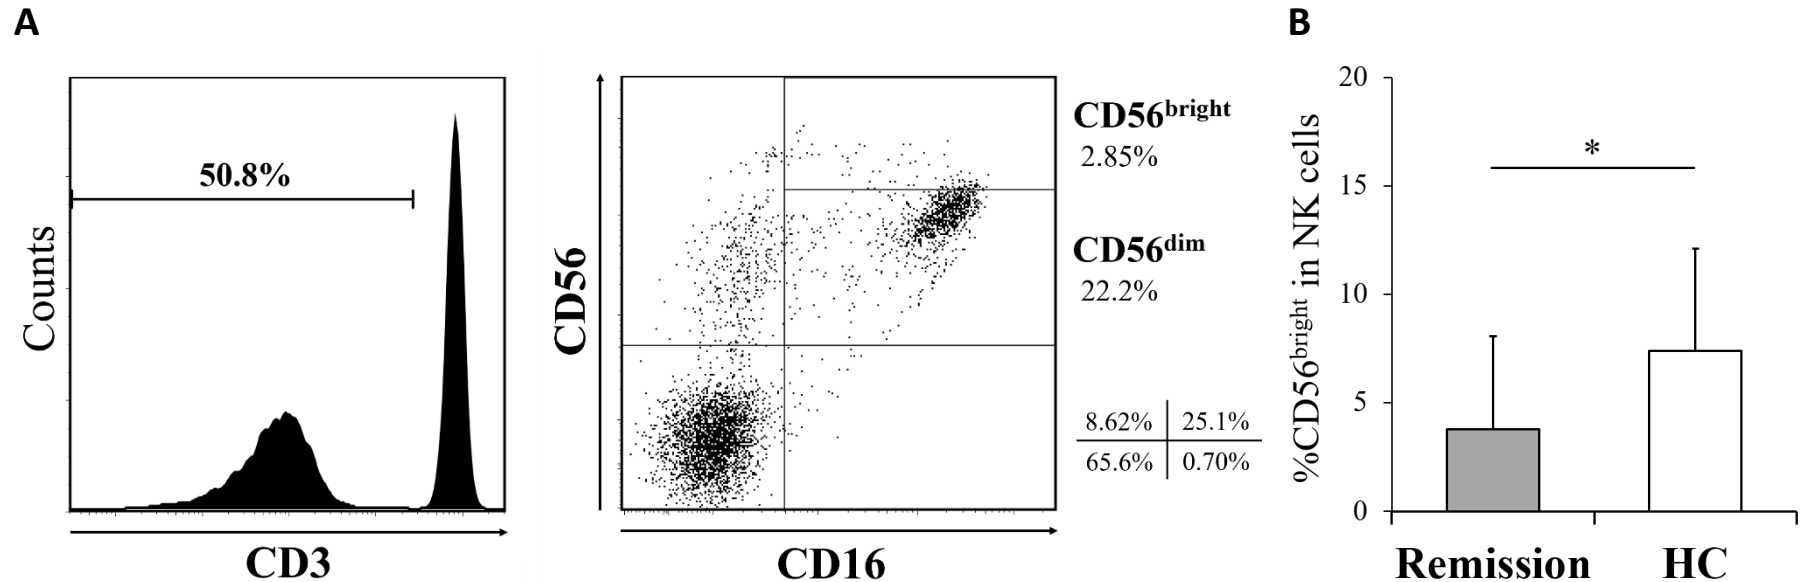 A
50.8%
Counts
CD3
CD56
CD16
CD56bright
2.85%
CD56dim
22.2%
8.62% 25.1%
65.6% 0.70%
B
%CD56bright in NK cells
20
15
10
5
0
*
Remission HC